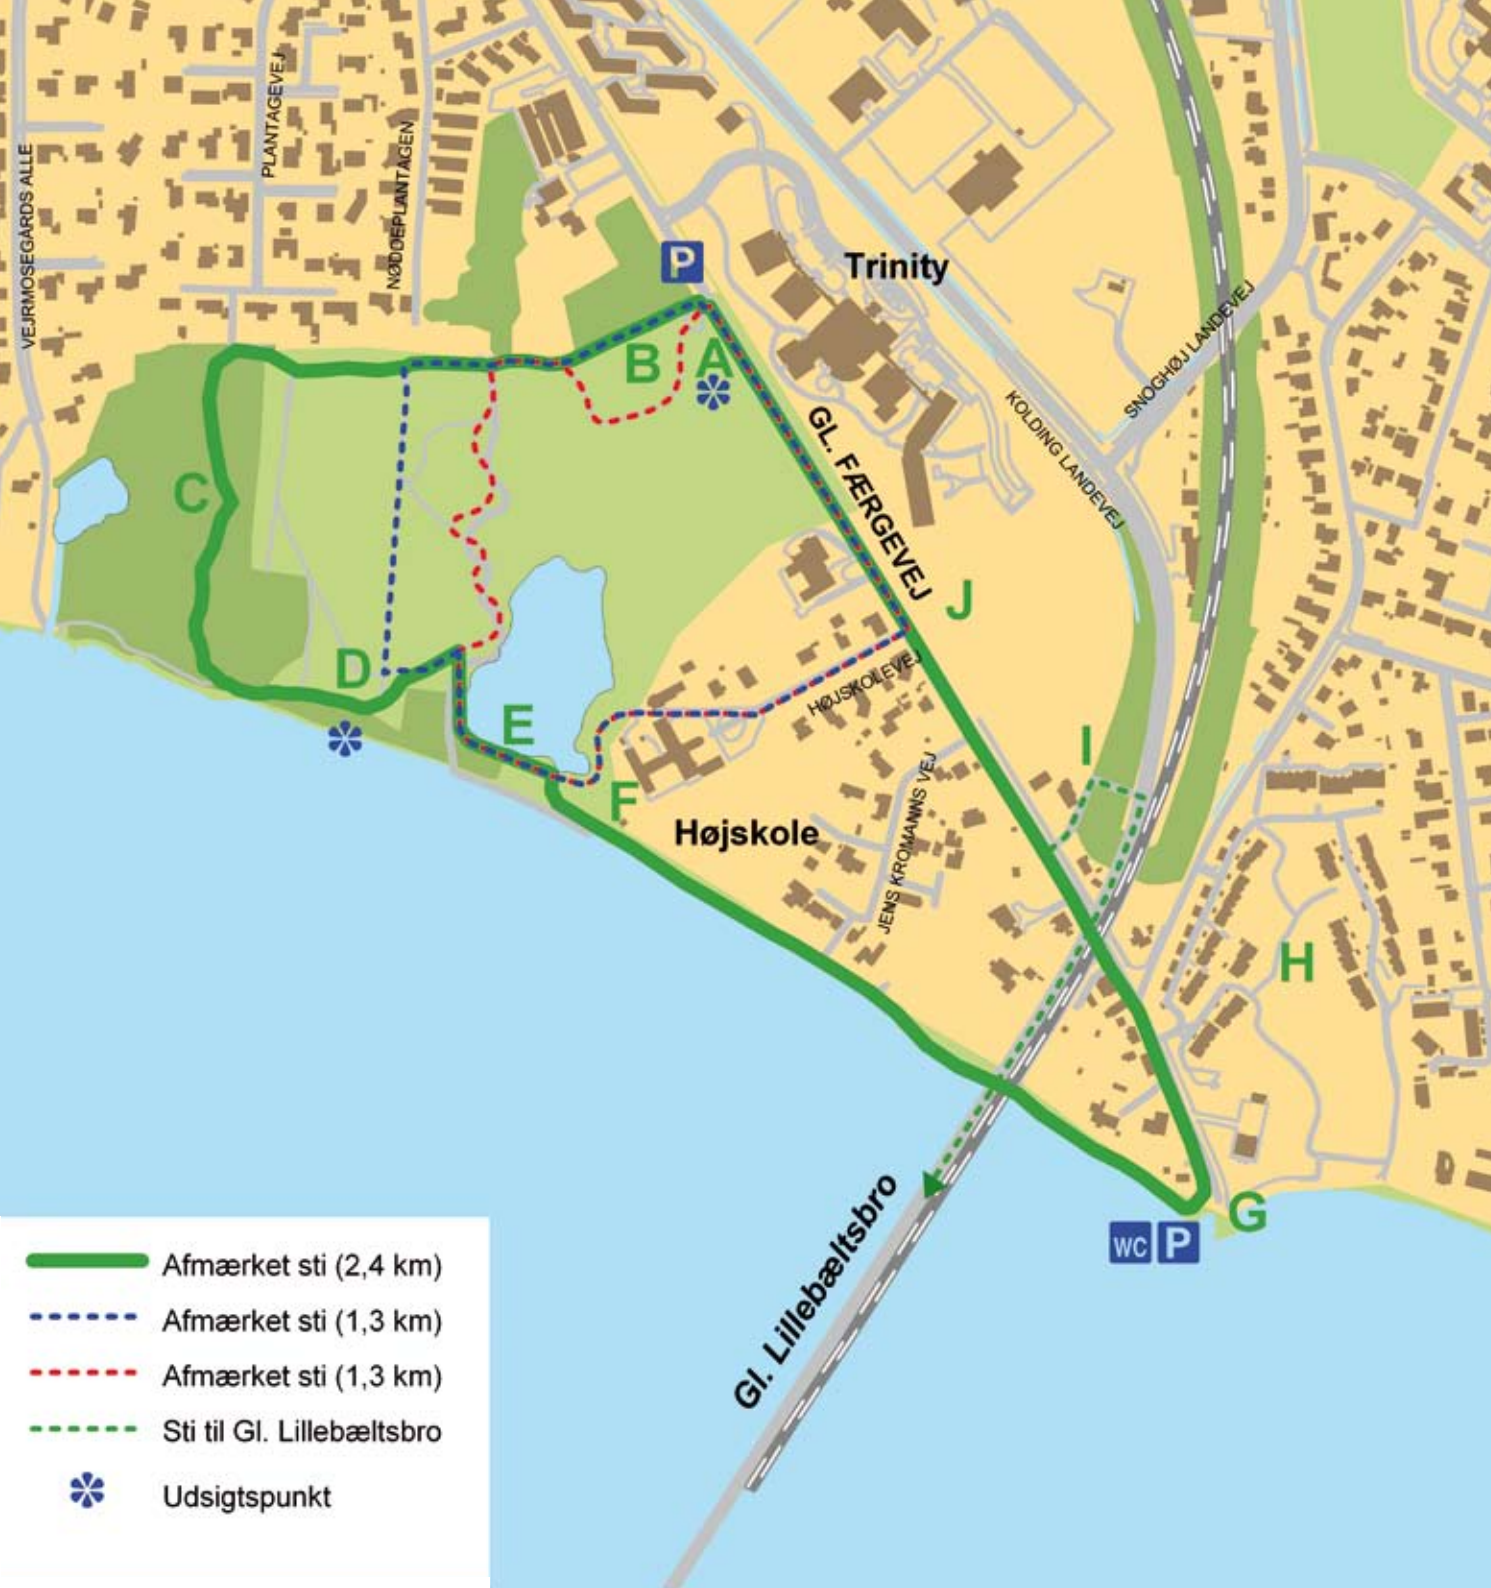 PLANTAGEVEJ
VEJRMOSEGÅRDS ALLE
NØDDEPLANTAGEN
P
Trinity
SNOGHØJ LANDEVEJ
B
A
KOLDING LANDEVEJ
GL. FÆRGEVEJ
C
J
D
HØJSKOLEVEJ
E
I
F
Højskole
JENS KROMANNS VEJ
H
G
WC P
Gl. Lillebæltsbro
Afmærket sti (2,4 km)
Afmærket sti (1,3 km)
Afmærket sti (1,3 km)
Sti til Gl. Lillebæltsbro
Udsigtspunkt